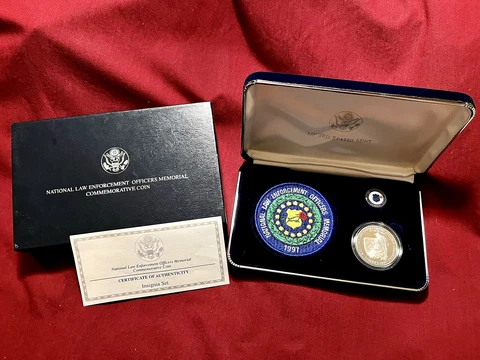 NATIONAL LAW ENFORCEMENT OFFICERS MEMORIAL
COMMEMORATIVE COIN
National Law Enforcement Officers Memorial
Commemorative Coin
CERTIFICATE OF AUTHENTICITY
Insignia Set
UNITED STATES MINT
NATIONAL LAW ENFORCEMENT OFFICERS MEMORIAL
1991